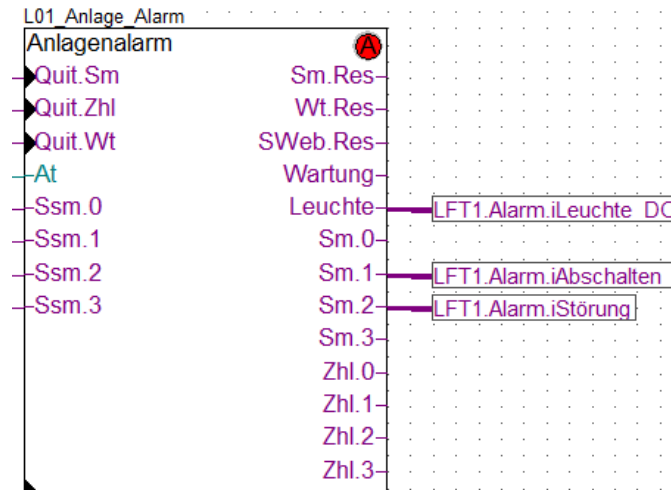 L01_Anlage_Alarm
Anlagenalarm A
Quit.Sm Sm.Res
Quit.Zhl Wt.Res
Quit.Wt SWeb.Res
At Wartung
Ssm.0 Leuchte LFT1.Alarm.iLeuchte_DO
Ssm.1 Sm.0
Ssm.2 Sm.1 LFT1.Alarm.iAbschalten
Ssm.3 Sm.2 LFT1.Alarm.iStörung
Sm.3
Zhl.0
Zhl.1
Zhl.2
Zhl.3